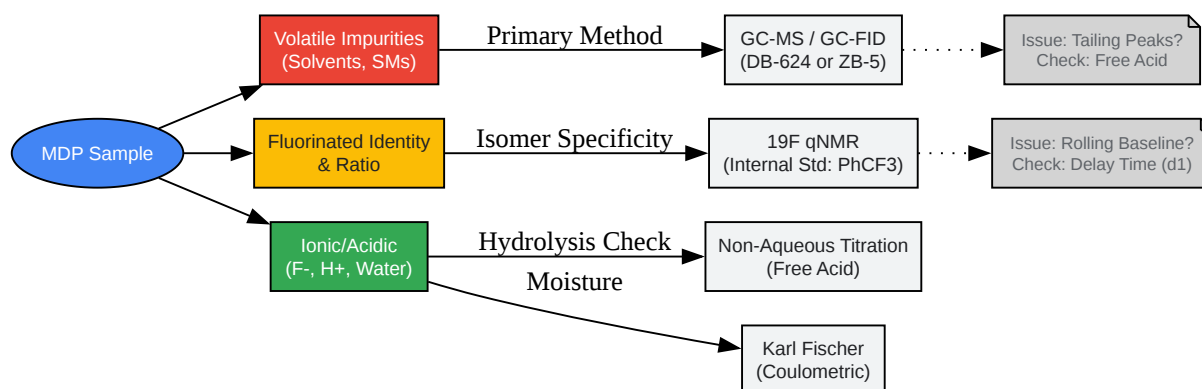 Volatile Impurities
(Solvents, SMs)
Primary Method
GC-MS / GC-FID
(DB-624 or ZB-5)
Issue: Tailing Peaks?
Check: Free Acid
MDP Sample
Fluorinated Identity
& Ratio
Isomer Specificity
19F qNMR
(Internal Std: PhCF3)
Issue: Rolling Baseline?
Check: Delay Time (d1)
Ionic/Acidic
(F-, H+, Water)
Hydrolysis Check
Non-Aqueous Titration
(Free Acid)
Moisture
Karl Fischer
(Coulometric)